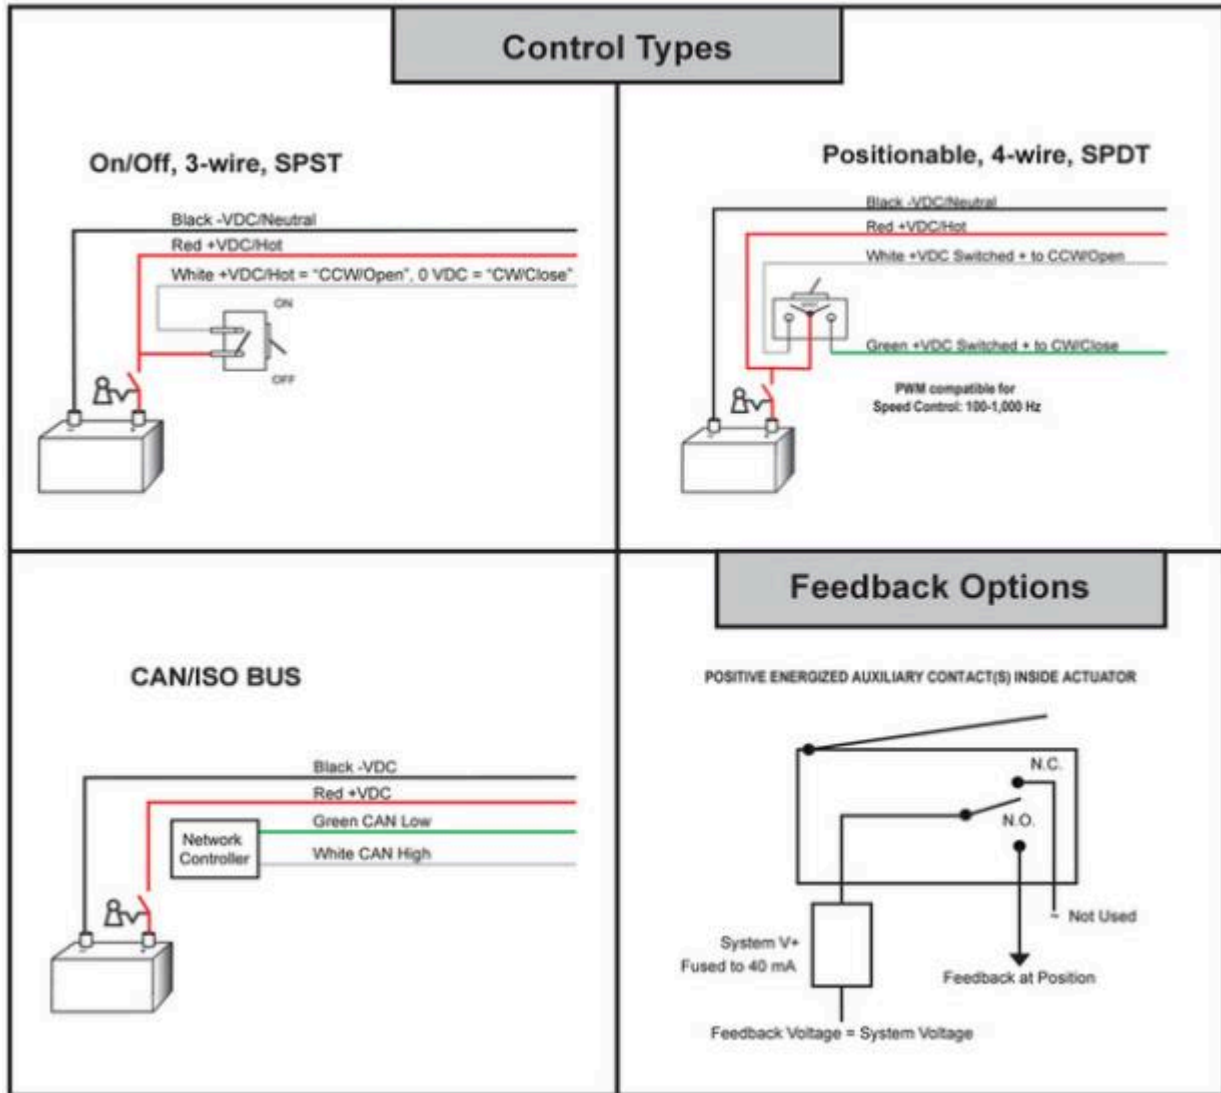 Control Types
On/Off, 3-wire, SPST
Black -VDC/Neutral
Red +VDC/Hot
White +VDC/Hot = “CCW/Open”, 0 VDC = “CW/Close”
ON
OFF
Positionable, 4-wire, SPDT
Black -VDC/Neutral
Red +VDC/Hot
White +VDC Switched + to CCW/Open
Green +VDC Switched + to CW/Close
PWM compatible for
Speed Control: 100-1,000 Hz
CAN/ISO BUS
Black -VDC
Red +VDC
Green CAN Low
White CAN High
Network
Controller
Feedback Options
POSITIVE ENERGIZED AUXILIARY CONTACT(S) INSIDE ACTUATOR
N.C.
N.O.
~ Not Used
System V+
Fused to 40 mA
Feedback at Position
Feedback Voltage = System Voltage